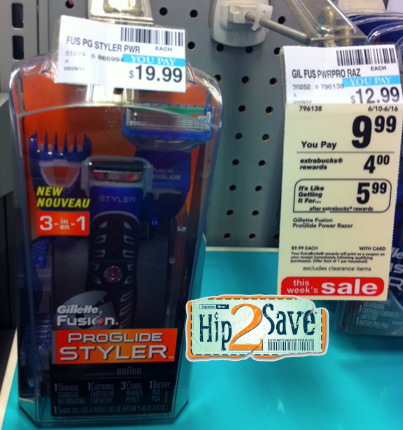 FUS PG STYLER PWR
EACH
YOU PAY
$19.99
NEW
NOUVEAU
3-in-1
en
Gillette
Fusion
PROGLIDE
STYLER
BRAUN
STYLER
GIL FUS PWRPRO RAZ
EACH
YOU PAY
$12.99
796138 6/10-6/16
You Pay 9 99
extrabucks® rewards 4.00
It's Like Getting It For... 5.99
after extrabucks® rewards
Gillette Fusion
ProGlide Power Razor
$9.99 EACH WITH CARD
excludes clearance items
this week's sale
Hip2Save